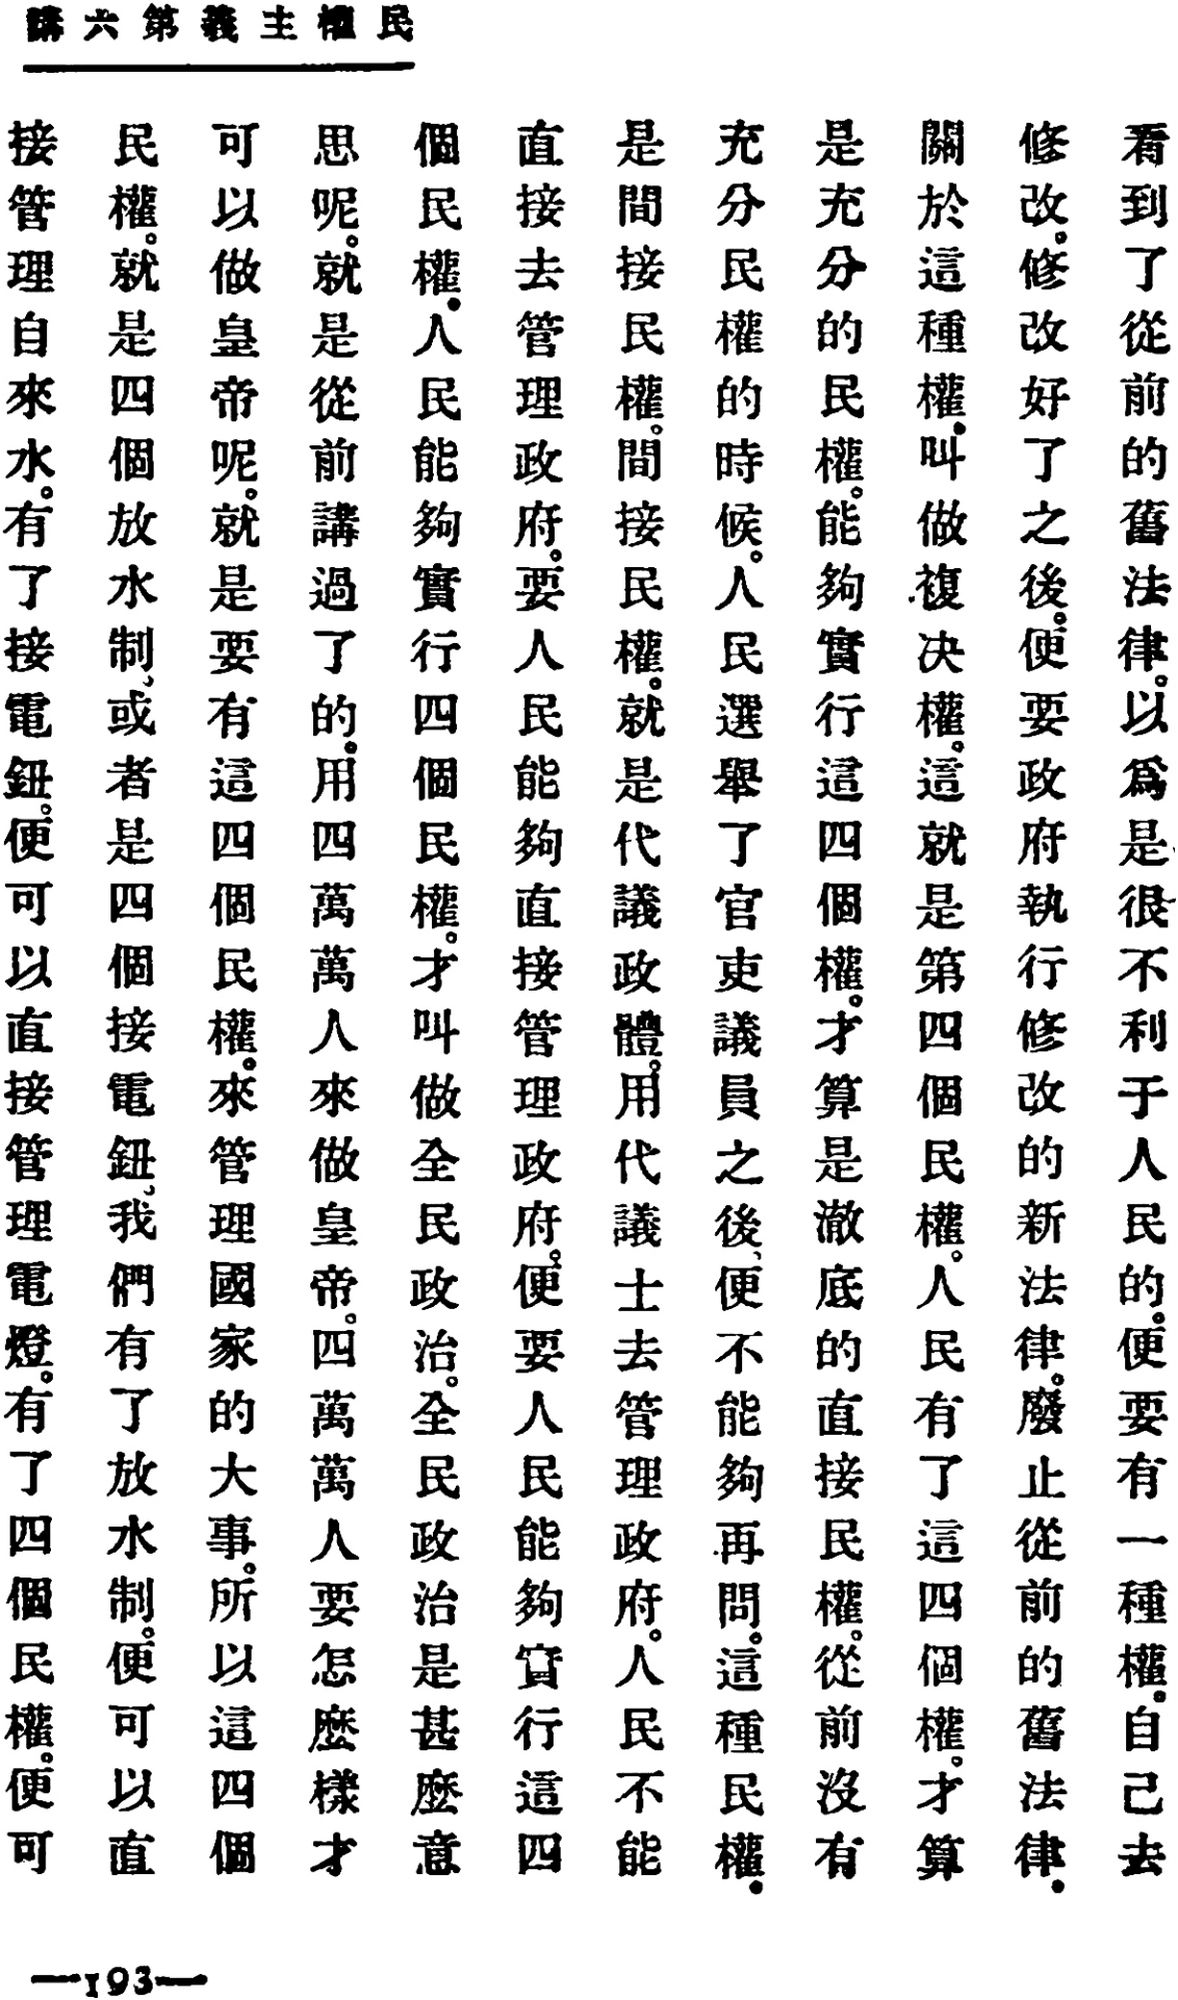 民權主義第六講
看到了從前的舊法律。以爲是很不利于人民的。便要有一種權。自己去
修改。修改好了之後。便要政府執行修改的新法律。廢止從前的舊法律。
關於這種權。叫做複决權。這就是第四個民權。人民有了這四個權。才算
是充分的民權。能夠實行這四個權。才算是澈底的直接民權。從前沒有
充分民權的時候。人民選舉了官吏議員之後、便不能夠再問。這種民權。
是間接民權。間接民權。就是代議政體。用代議士去管理政府。人民不能
直接去管理政府。要人民能夠直接管理政府。便要人民能夠實行這四
個民權。人民能夠實行四個民權。才叫做全民政治。全民政治是甚麽意
思呢。就是從前講過了的。用四萬萬人來做皇帝。四萬萬人要怎麽樣才
可以做皇帝呢。就是要有這四個民權。來管理國家的大事。所以這四個
民權。就是四個放水制、或者是四個接電鈕、我們有了放水制。便可以直
接管理自來水。有了接電鈕。便可以直接管理電燈。有了四個民權。便可
—193—